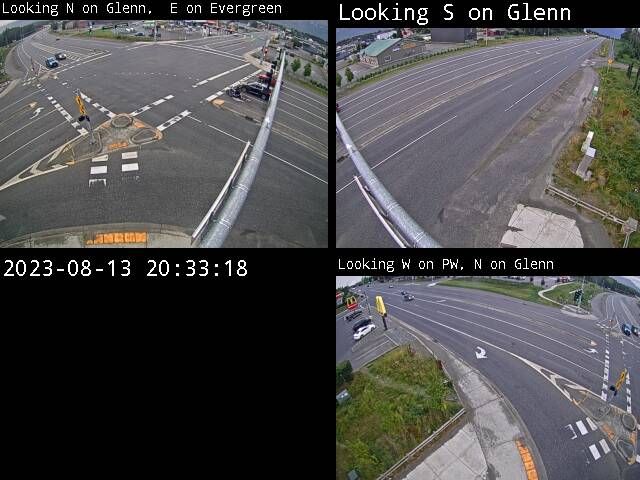 Looking N on Glenn,  E on Evergreen
Looking S on Glenn
2023-08-13 20:33:18
Looking W on PW, N on Glenn